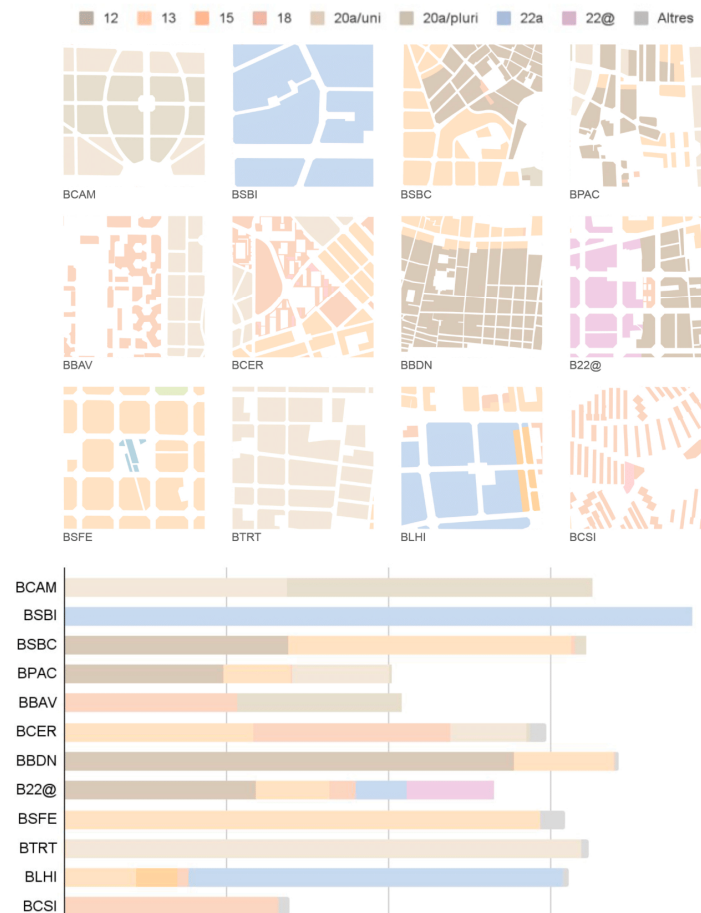 12 13 15 18 20a/uni 20a/pluri 22a 22@ Altres
BCAM BSBI BSBC BPAC
BBAV BCER BBDN B22@
BSFE BTRT BLHI BCSI
BCAM
BSBI
BSBC
BPAC
BBAV
BCER
BBDN
B22@
BSFE
BTRT
BLHI
BCSI